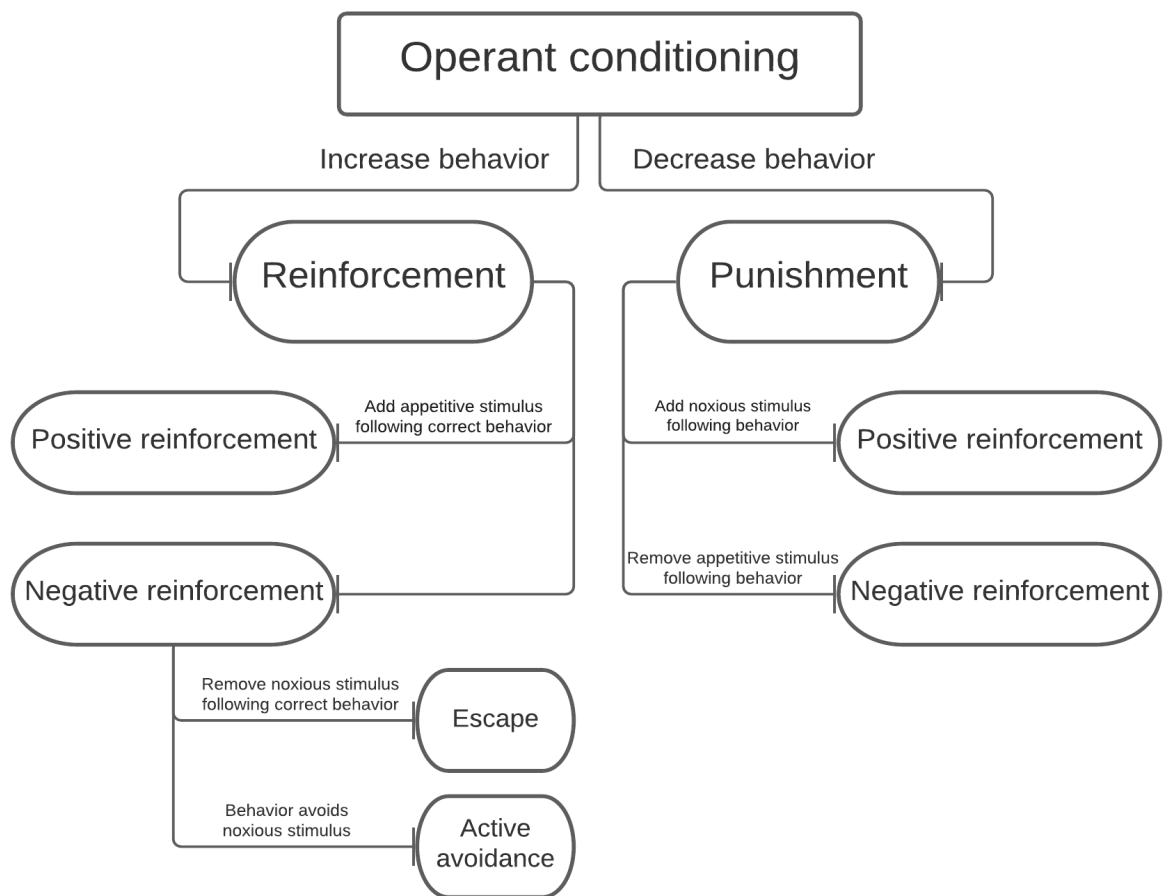 Operant conditioning
Increase behavior
Decrease behavior
Reinforcement
Punishment
Add appetitive stimulus
following correct behavior
Positive reinforcement
Add noxious stimulus
following behavior
Positive reinforcement
Negative reinforcement
Remove appetitive stimulus
following behavior
Negative reinforcement
Remove noxious stimulus
following correct behavior
Escape
Behavior avoids
noxious stimulus
Active
avoidance